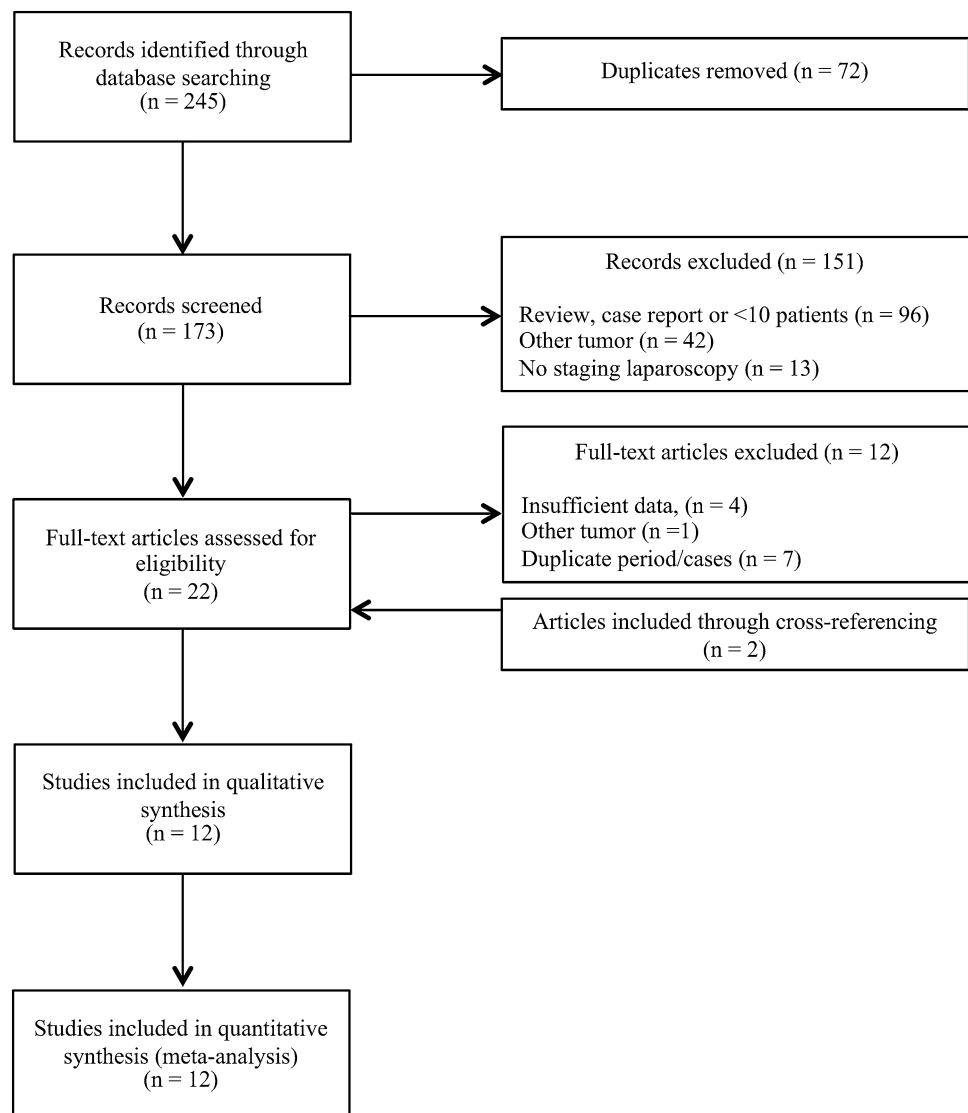 Records identified through
database searching
(n = 245)
Duplicates removed (n = 72)
Records screened
(n = 173)
Records excluded (n = 151)
Review, case report or <10 patients (n = 96)
Other tumor (n = 42)
No staging laparoscopy (n = 13)
Full-text articles assessed for
eligibility
(n = 22)
Full-text articles excluded (n = 12)
Insufficient data, (n = 4)
Other tumor (n =1)
Duplicate period/cases (n = 7)
Articles included through cross-referencing
(n = 2)
Studies included in qualitative
synthesis
(n = 12)
Studies included in quantitative
synthesis (meta-analysis)
(n = 12)